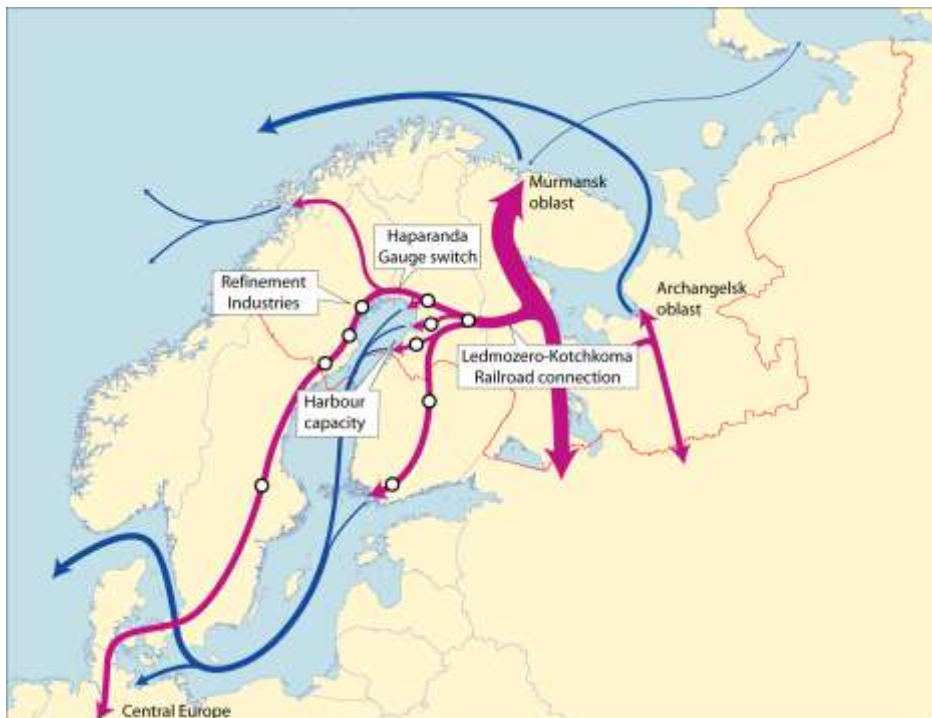 Murmansk
oblast
Haparanda
Gauge switch
Refinement
Industries
Archangelsk
oblast
Ledmozero-Kotchkoma
Railroad connection
Harbour
capacity
Central Europe